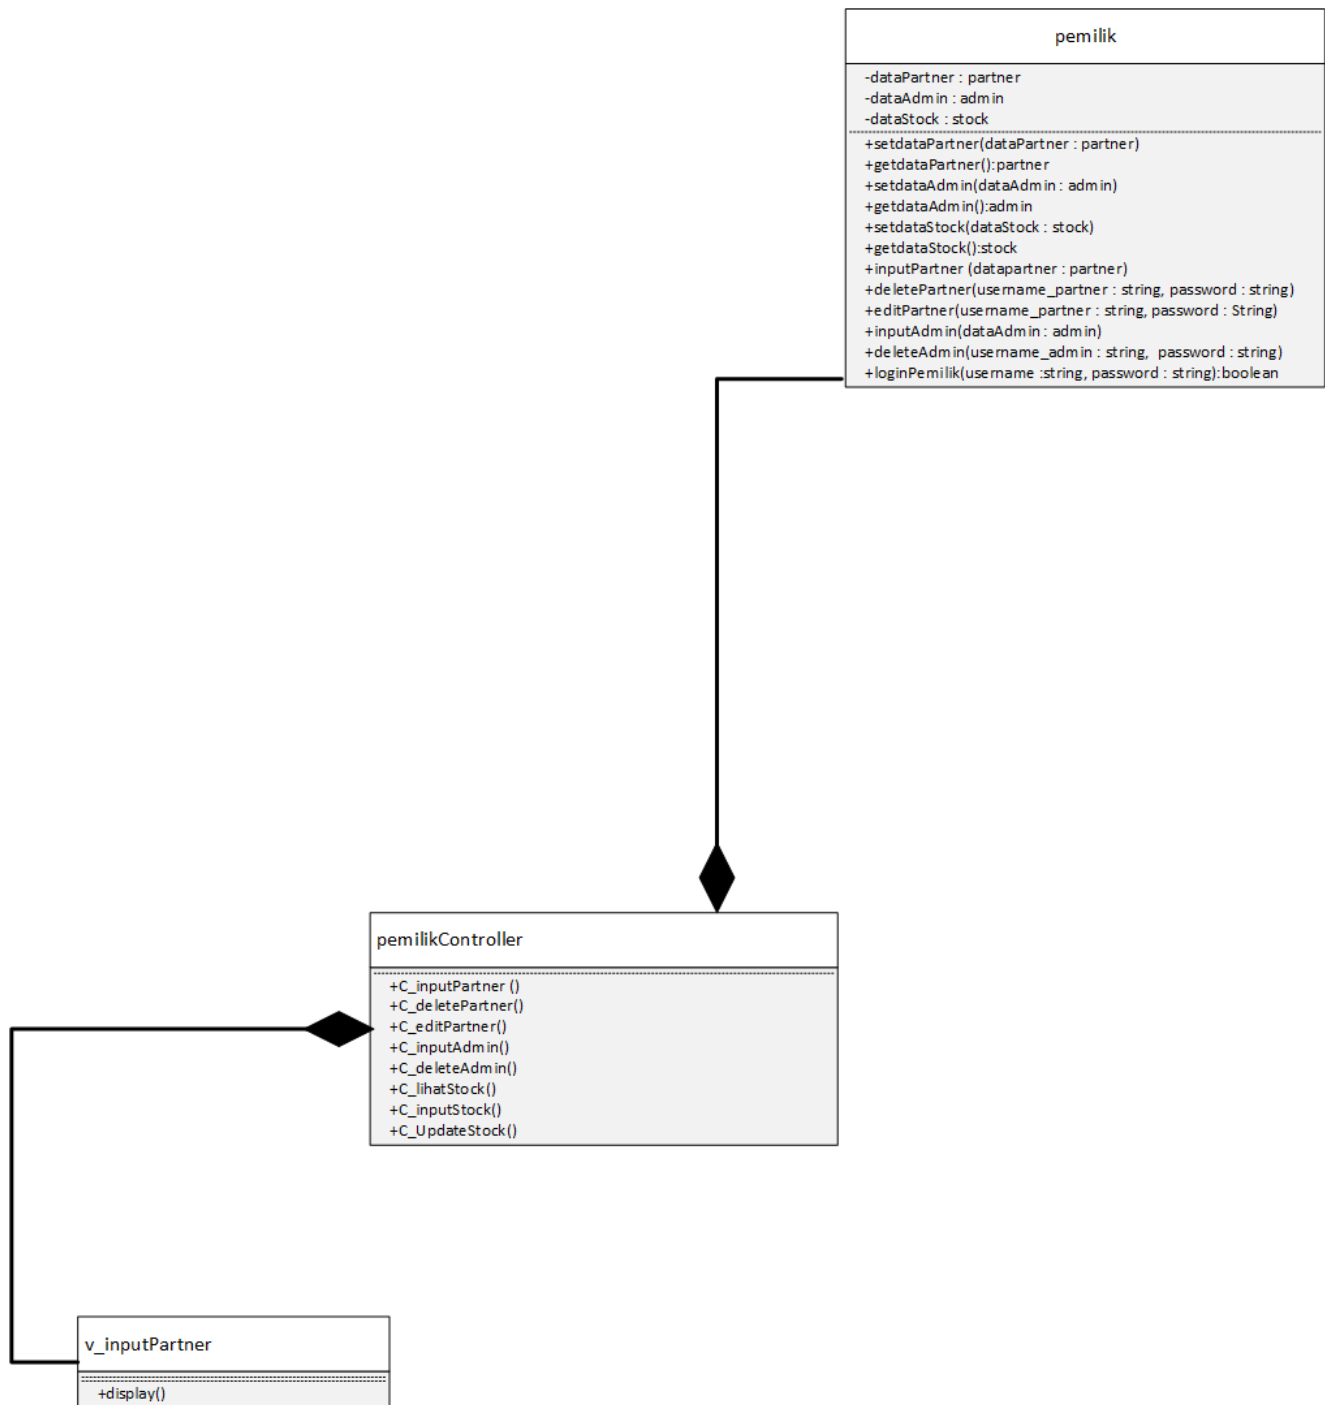 pemilik
-dataPartner : partner
-dataAdmin : admin
-dataStock : stock
+setdataPartner(dataPartner : partner)
+getdataPartner():partner
+setdataAdmin(dataAdmin : admin)
+getdataAdmin():admin
+setdataStock(dataStock : stock)
+getdataStock():stock
+inputPartner (datapartner : partner)
+deletePartner(username_partner : string, password : string)
+editPartner(username_partner : string, password : String)
+inputAdmin(dataAdmin : admin)
+deleteAdmin(username_admin : string, password : string)
+loginPemilik(username :string, password : string):boolean
pemilikController
+C_inputPartner ()
+C_deletePartner()
+C_editPartner()
+C_inputAdmin()
+C_deleteAdmin()
+C_lihatStock()
+C_inputStock()
+C_UpdateStock()
v_inputPartner
+display()